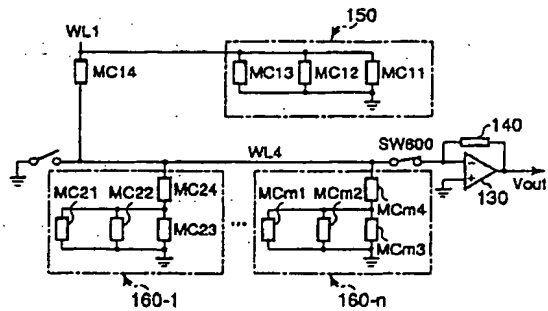 150
WL1
MC14
MC13 MC12 MC11
SW600
140
WL4
130
Vout
MC21 MC22 MC24
MC23
...
MCm1 MCm2
MCm4
MCm3
160-1
160-n